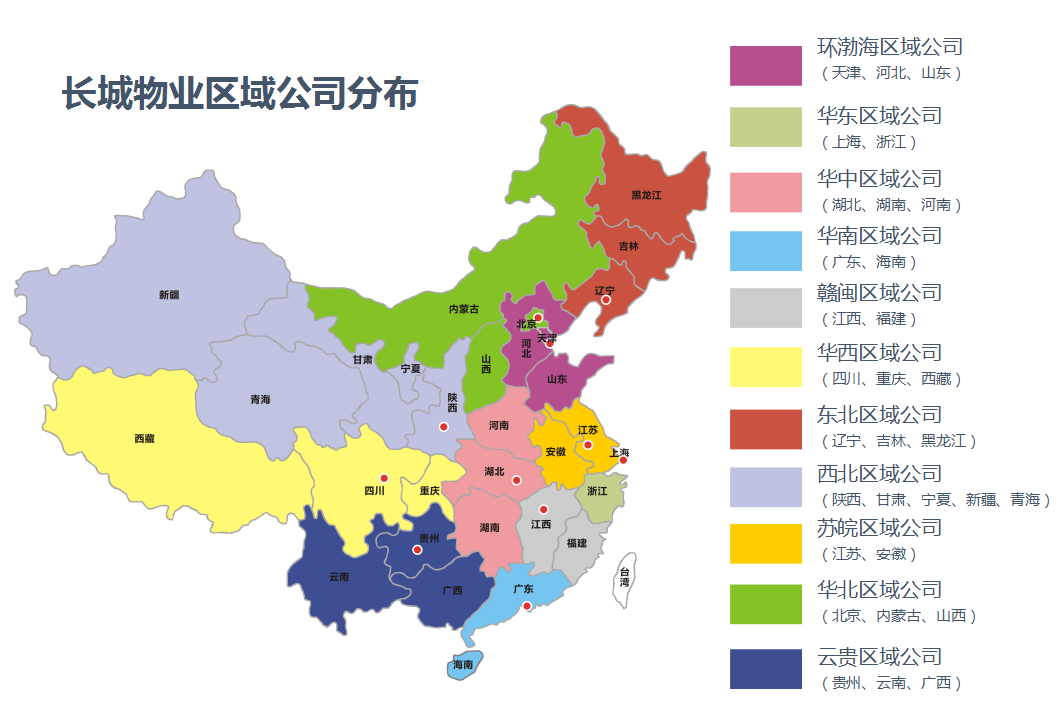 长城物业区域公司分布
环渤海区域公司
（天津、河北、山东）
华东区域公司
（上海、浙江）
华中区域公司
（湖北、湖南、河南）
华南区域公司
（广东、海南）
赣闽区域公司
（江西、福建）
华西区域公司
（四川、重庆、西藏）
东北区域公司
（辽宁、吉林、黑龙江）
西北区域公司
（陕西、甘肃、宁夏、新疆、青海）
苏皖区域公司
（江苏、安徽）
华北区域公司
（北京、内蒙古、山西）
云贵区域公司
（贵州、云南、广西）
黑龙江
吉林
辽宁
新疆
内蒙古
北京
天津
河北
甘肃
宁夏
山西
山东
青海
陕西
河南
江苏
西藏
安徽
上海
湖北
四川
重庆
浙江
江西
湖南
贵州
福建
云南
台湾
广西
广东
海南